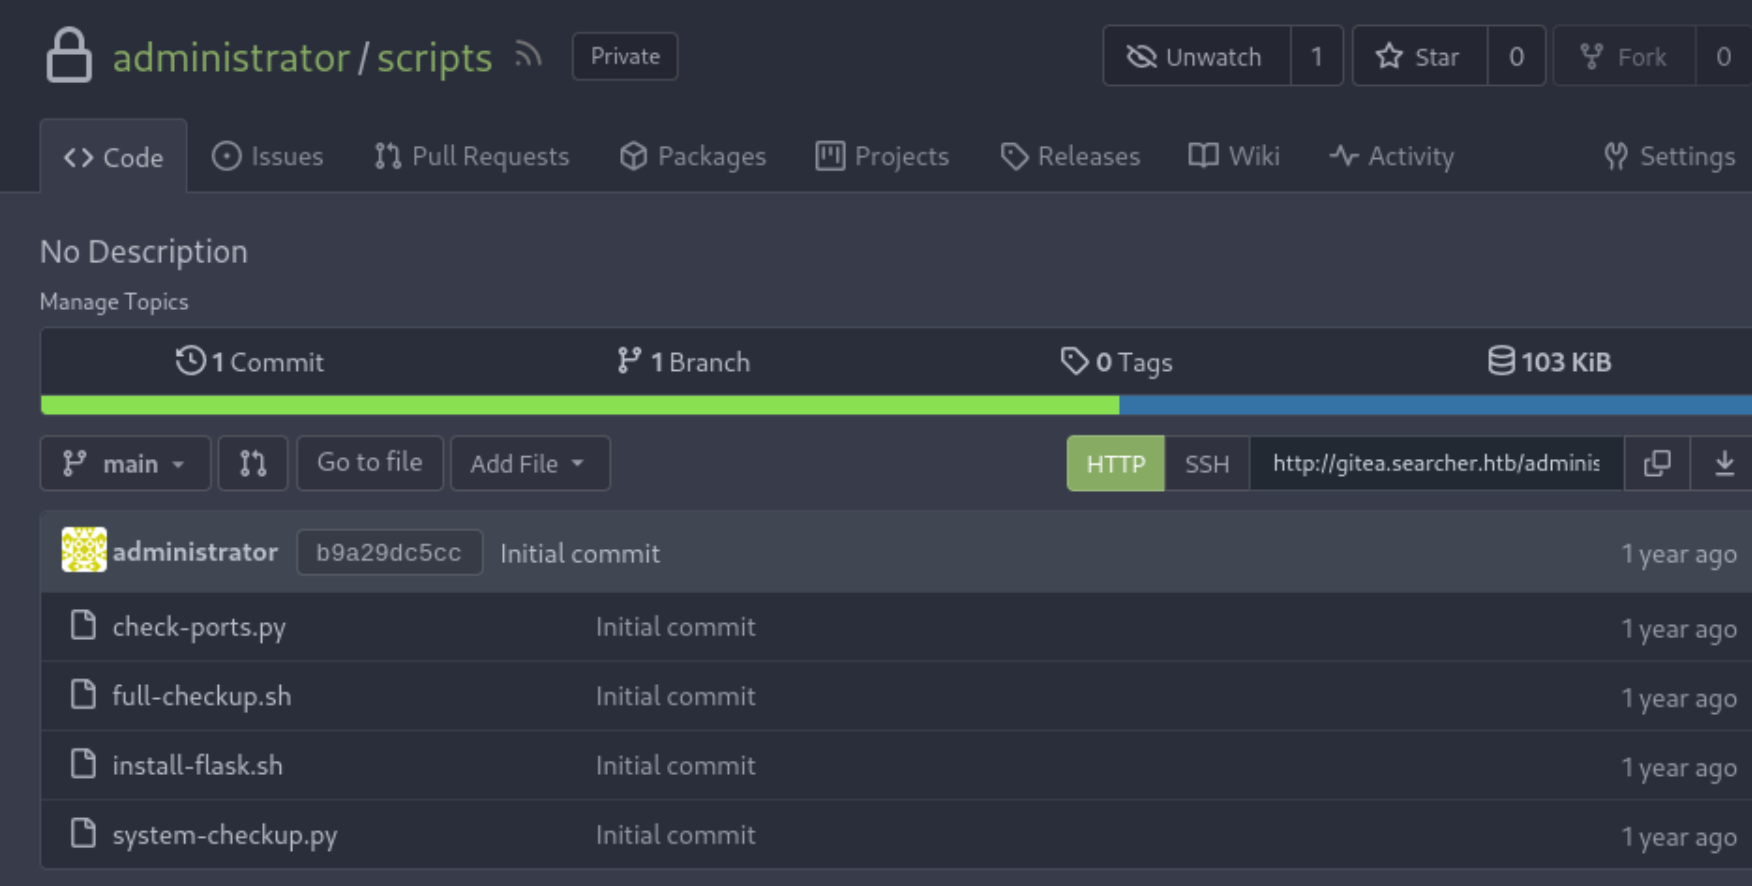 administrator / scripts Private Unwatch 1 Star 0 Fork 0
Code Issues Pull Requests Packages Projects Releases Wiki Activity Settings
No Description
Manage Topics
1 Commit 1 Branch 0 Tags 103 KiB
main Go to file Add File HTTP SSH http://gitea.searcher.htb/adminis
administrator b9a29dc5cc Initial commit 1 year ago
check-ports.py Initial commit 1 year ago
full-checkup.sh Initial commit 1 year ago
install-flask.sh Initial commit 1 year ago
system-checkup.py Initial commit 1 year ago